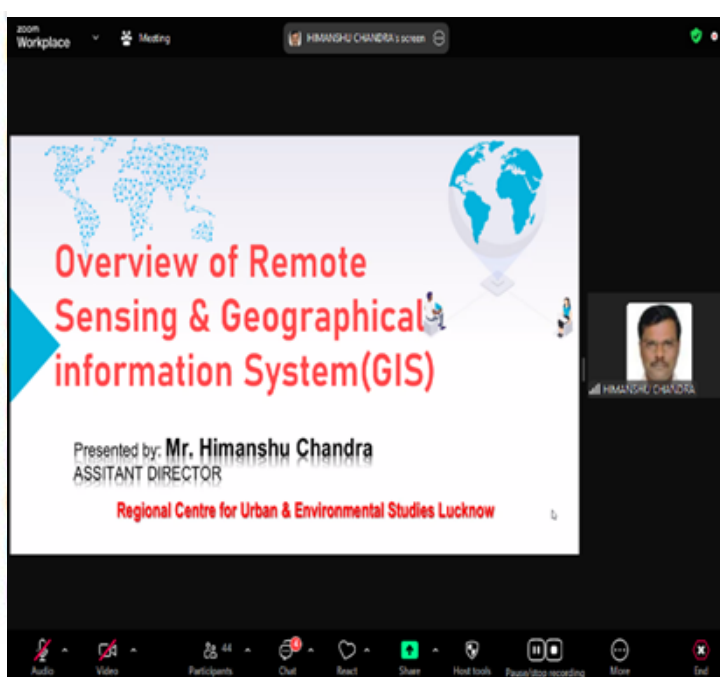 zoom
Workplace
Meeting
HIMANSHU CHANDRA's screen
Overview of Remote
Sensing & Geographical
information System(GIS)
Presented by: Mr. Himanshu Chandra
ASSITANT DIRECTOR
Regional Centre for Urban & Environmental Studies Lucknow
HIMANSHU CHANDRA
Audio
Video
44
Participants
4
Chat
React
Share
Host tools
Pause/stop recording
More
End